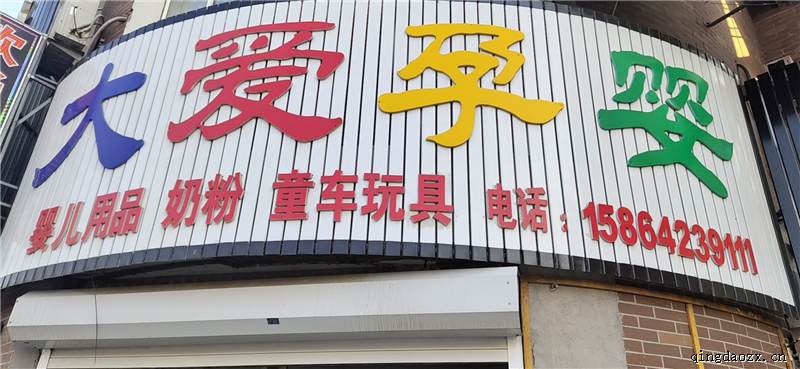 大爱孕婴
婴儿用品 奶粉 童车玩具 电话：15864239111
qingdaozx.cn